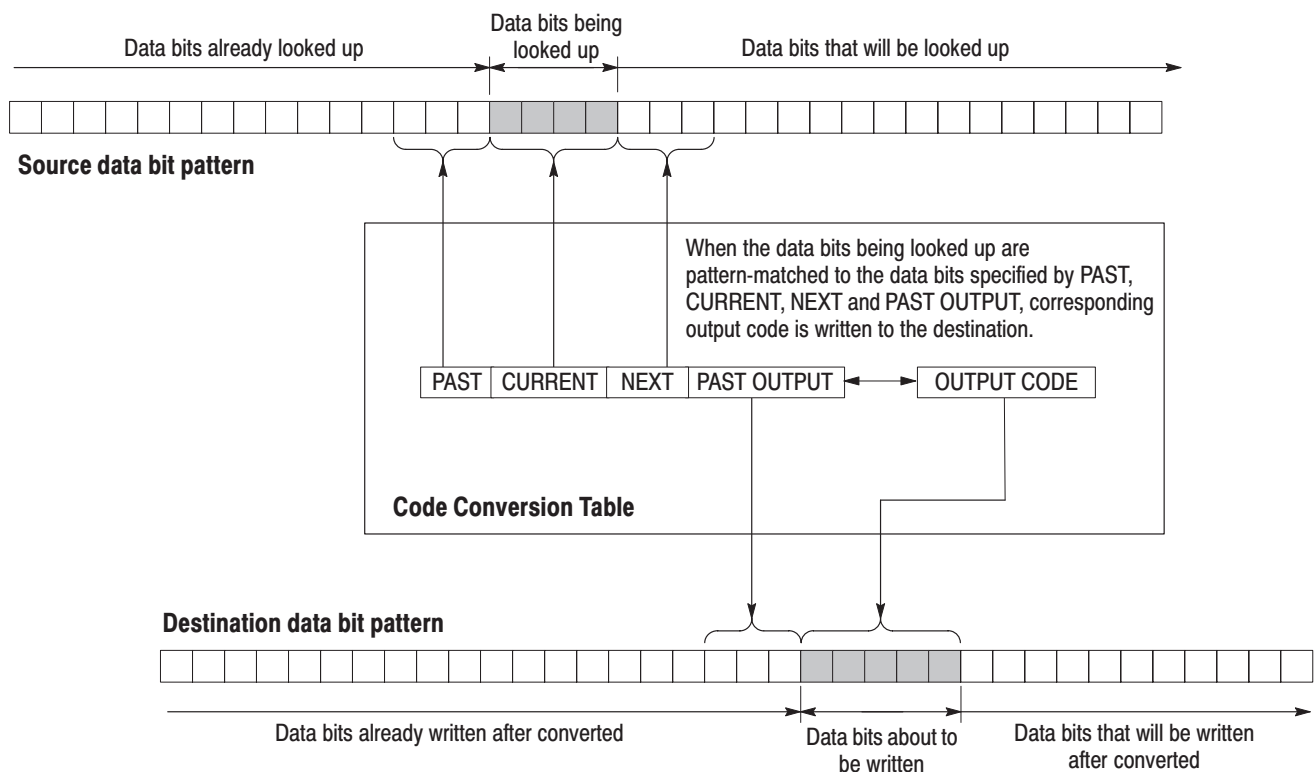 Data bits already looked up
Data bits being
looked up
Data bits that will be looked up
Source data bit pattern
When the data bits being looked up are
pattern-matched to the data bits specified by PAST,
CURRENT, NEXT and PAST OUTPUT, corresponding
output code is written to the destination.
PAST CURRENT NEXT PAST OUTPUT OUTPUT CODE
Code Conversion Table
Destination data bit pattern
Data bits already written after converted
Data bits about to
be written
Data bits that will be written
after converted